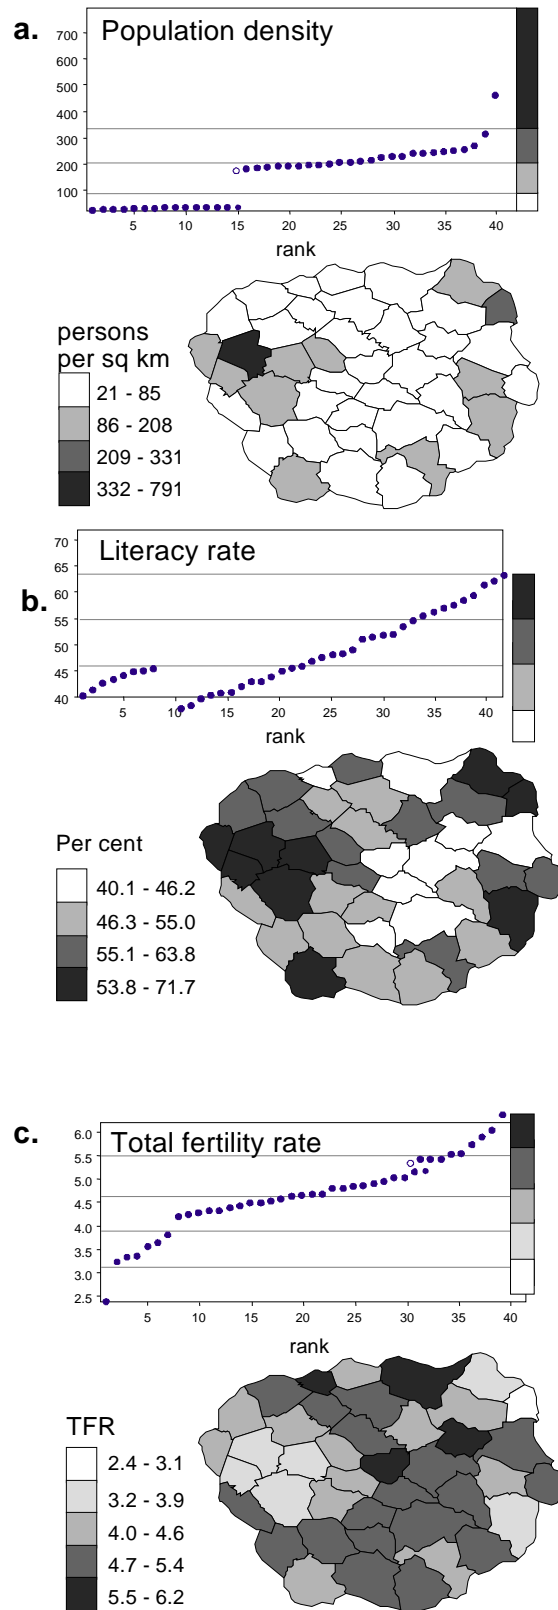 a.
Population density
700
600
500
400
300
200
100
5
10
15
20
25
30
35
40
rank
persons
per sq km
21 - 85
86 - 208
209 - 331
332 - 791
b.
Literacy rate
70
65
60
55
50
45
40
5
10
15
20
25
30
35
40
rank
Per cent
40.1 - 46.2
46.3 - 55.0
55.1 - 63.8
53.8 - 71.7
c.
Total fertility rate
6.0
5.5
5.0
4.5
4.0
3.5
3.0
2.5
5
10
15
20
25
30
35
40
rank
TFR
2.4 - 3.1
3.2 - 3.9
4.0 - 4.6
4.7 - 5.4
5.5 - 6.2